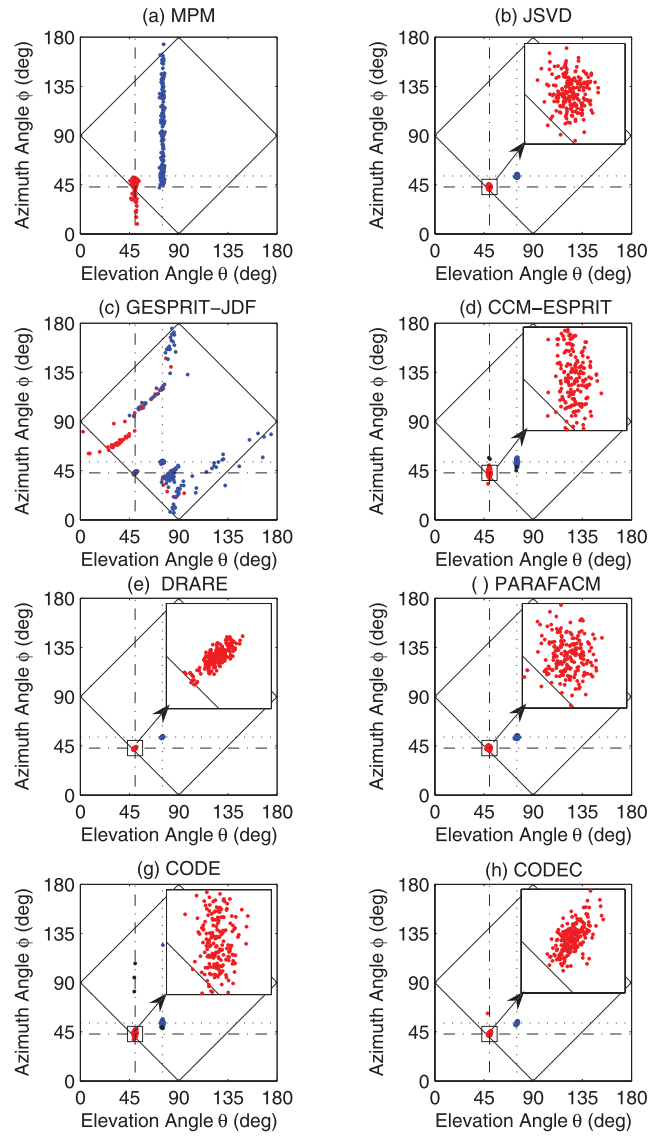 (a) MPM
180
135
90
45
0
Azimuth Angle ϕ (deg)
0 45 90 135 180
Elevation Angle θ (deg)
(b) JSVD
180
135
90
45
0
Azimuth Angle ϕ (deg)
0 45 90 135 180
Elevation Angle θ (deg)
(c) GESPRIT−JDF
180
135
90
45
0
Azimuth Angle ϕ (deg)
0 45 90 135 180
Elevation Angle θ (deg)
(d) CCM−ESPRIT
180
135
90
45
0
Azimuth Angle ϕ (deg)
0 45 90 135 180
Elevation Angle θ (deg)
(e) DRARE
180
135
90
45
0
Azimuth Angle ϕ (deg)
0 45 90 135 180
Elevation Angle θ (deg)
( ) PARAFACM
180
135
90
45
0
Azimuth Angle ϕ (deg)
0 45 90 135 180
Elevation Angle θ (deg)
(g) CODE
180
135
90
45
0
Azimuth Angle ϕ (deg)
0 45 90 135 180
Elevation Angle θ (deg)
(h) CODEC
180
135
90
45
0
Azimuth Angle ϕ (deg)
0 45 90 135 180
Elevation Angle θ (deg)